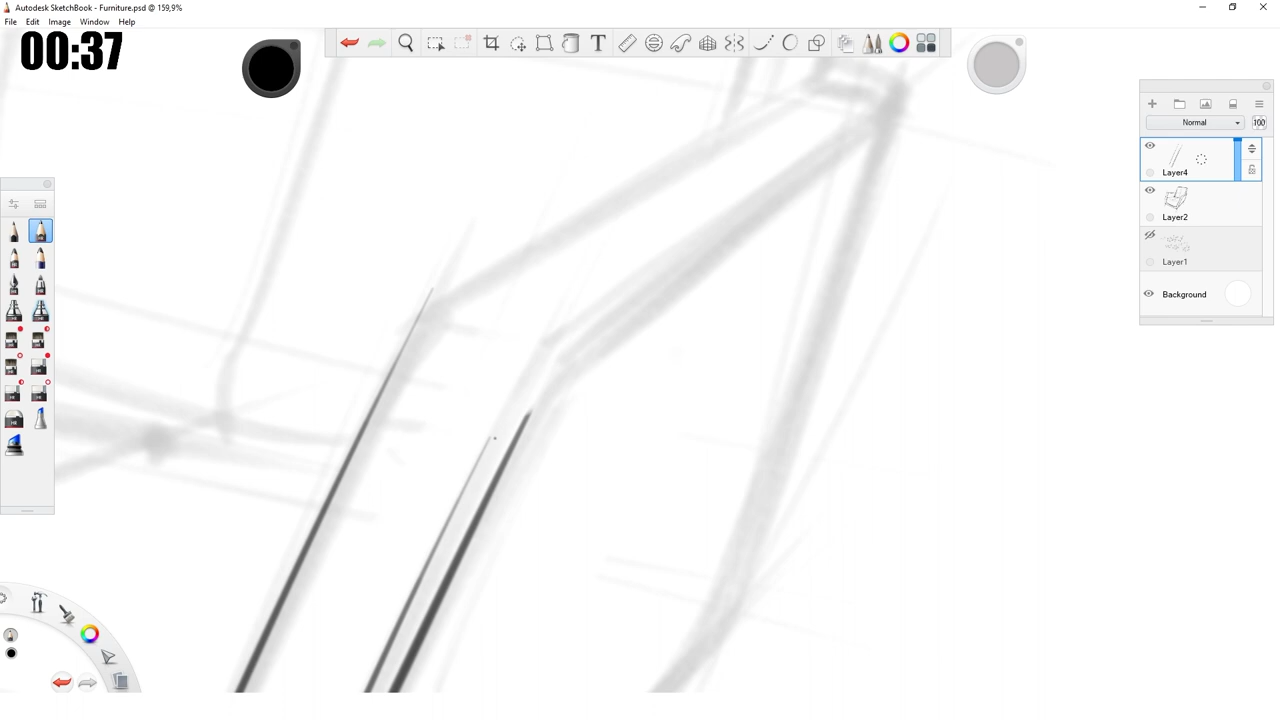 Autodesk SketchBook - Furniture.psd @ 159,9%
File Edit Image Window Help
00:37
T
Normal
100
Layer4
Layer2
Layer1
Background